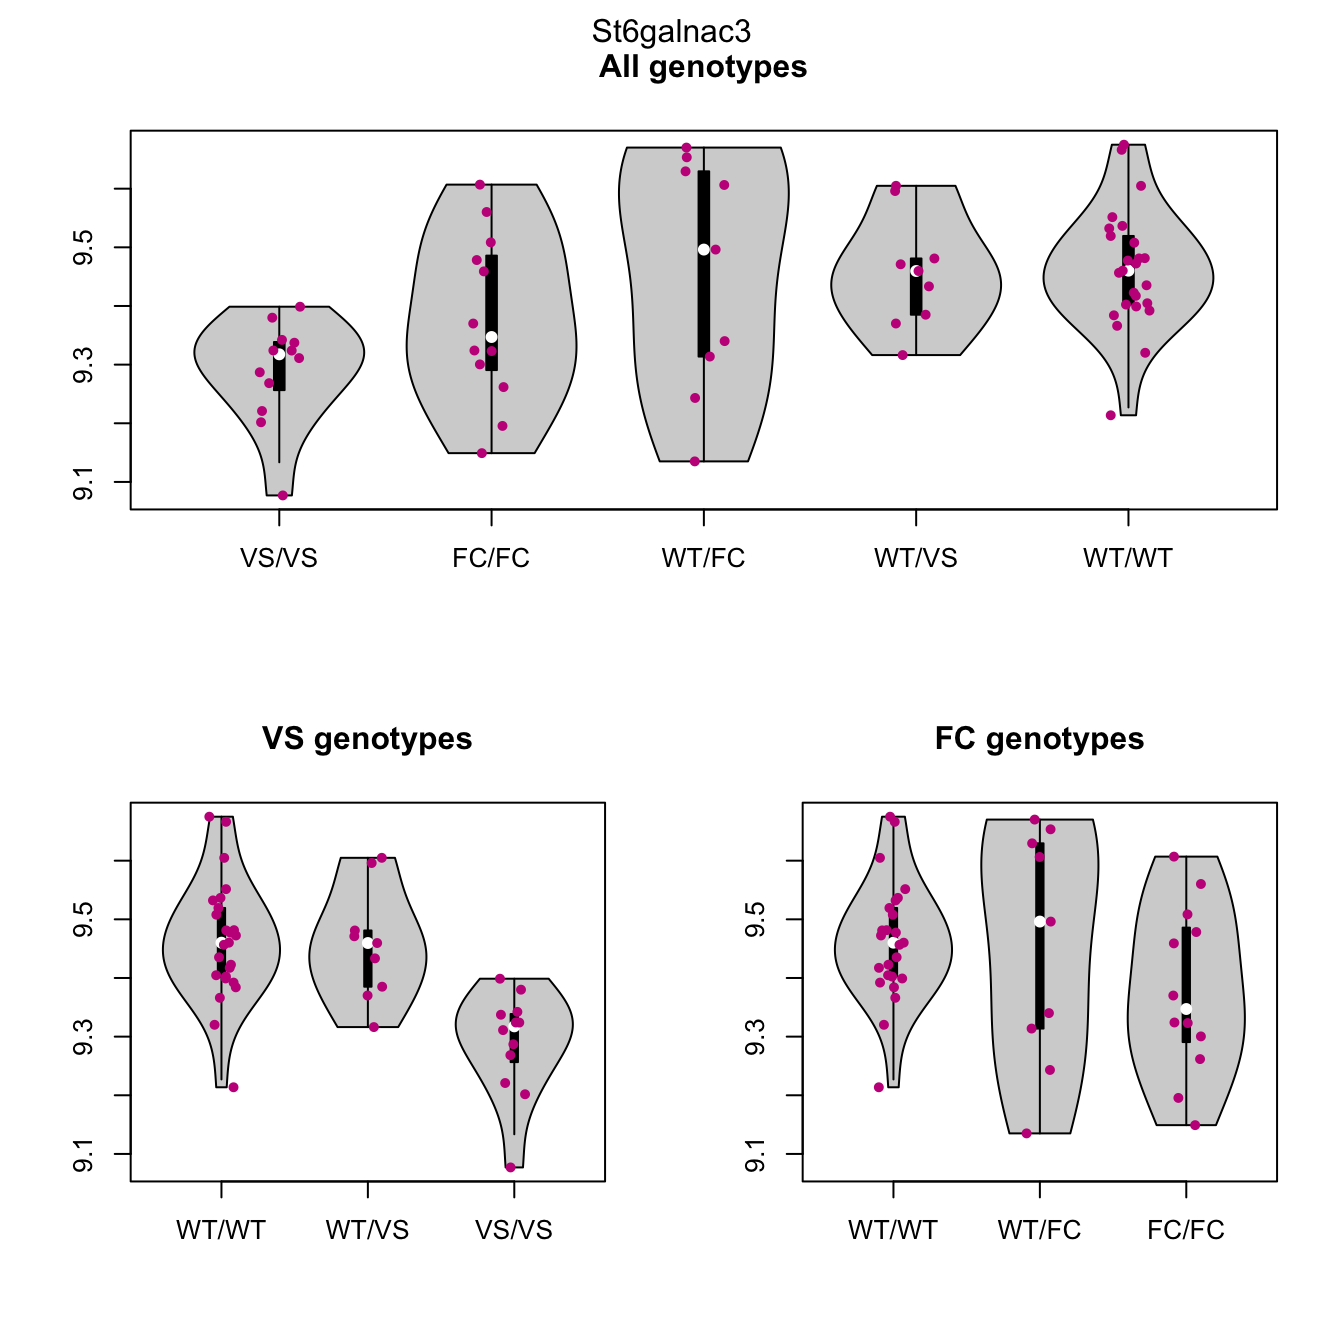 St6galnac3
All genotypes
9.5
9.3
9.1
VS/VS FC/FC WT/FC WT/VS WT/WT
VS genotypes
9.5
9.3
9.1
WT/WT WT/VS VS/VS
FC genotypes
9.5
9.3
9.1
WT/WT WT/FC FC/FC